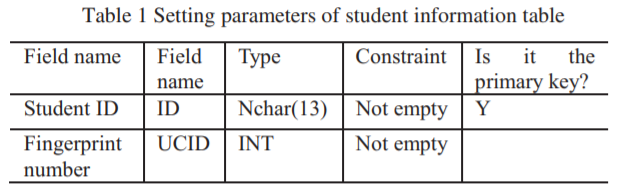 Table 1 Setting parameters of student information table
Field name Field name Type Constraint Is it the primary key?
Student ID ID Nchar(13) Not empty Y
Fingerprint number UCID INT Not empty